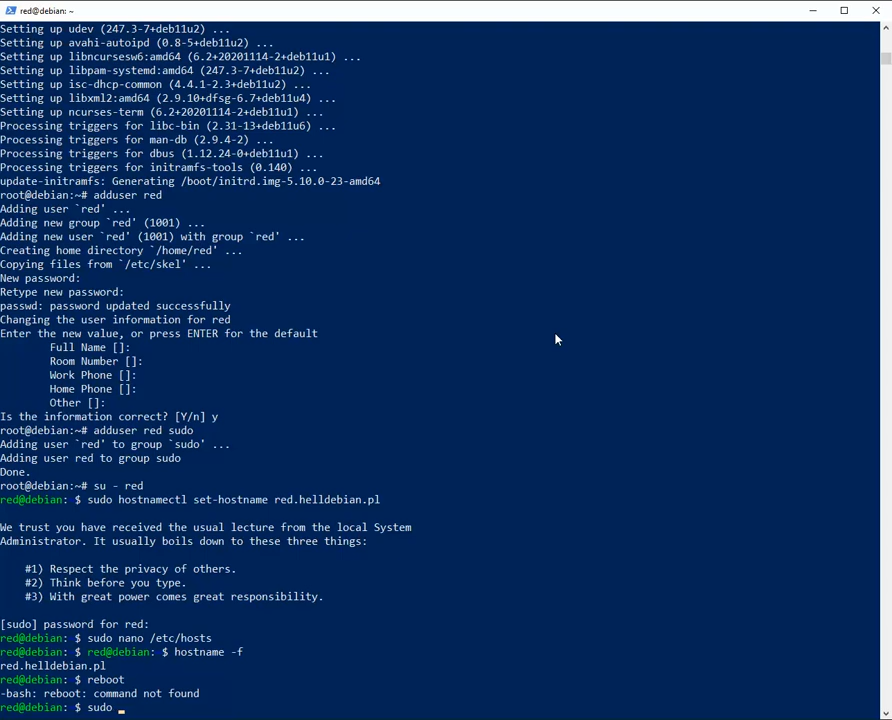 red@debian: ~
Setting up udev (247.3-7+deb11u2) ...
Setting up avahi-autoipd (0.8-5+deb11u2) ...
Setting up libncursesw6:amd64 (6.2+20201114-2+deb11u1) ...
Setting up libpam-systemd:amd64 (247.3-7+deb11u2) ...
Setting up isc-dhcp-common (4.4.1-2.3+deb11u2) ...
Setting up libxml2:amd64 (2.9.10+dfsg-6.7+deb11u4) ...
Setting up ncurses-term (6.2+20201114-2+deb11u1) ...
Processing triggers for libc-bin (2.31-13+deb11u6) ...
Processing triggers for man-db (2.9.4-2) ...
Processing triggers for dbus (1.12.24-0+deb11u1) ...
Processing triggers for initramfs-tools (0.140) ...
update-initramfs: Generating /boot/initrd.img-5.10.0-23-amd64
root@debian:~# adduser red
Adding user `red' ...
Adding new group `red' (1001) ...
Adding new user `red' (1001) with group `red' ...
Creating home directory `/home/red' ...
Copying files from `/etc/skel' ...
New password:
Retype new password:
passwd: password updated successfully
Changing the user information for red
Enter the new value, or press ENTER for the default
Full Name []:
Room Number []:
Work Phone []:
Home Phone []:
Other []:
Is the information correct? [Y/n] y
root@debian:~# adduser red sudo
Adding user `red' to group `sudo' ...
Adding user red to group sudo
Done.
root@debian:~# su - red
red@debian: $ sudo hostnamectl set-hostname red.helldebian.pl
We trust you have received the usual lecture from the local System
Administrator. It usually boils down to these three things:
#1) Respect the privacy of others.
#2) Think before you type.
#3) With great power comes great responsibility.
[sudo] password for red:
red@debian: $ sudo nano /etc/hosts
red@debian: $ red@debian: $ hostname -f
red.helldebian.pl
red@debian: $ reboot
-bash: reboot: command not found
red@debian: $ sudo _